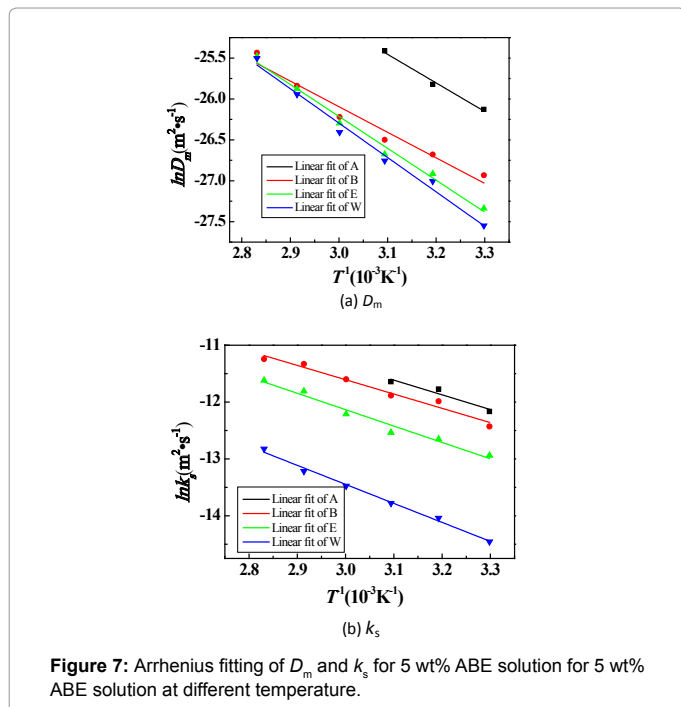 -25.5
-26.0
-26.5
-27.0
-27.5
lnDm(m²•s⁻¹)
Linear fit of A
Linear fit of B
Linear fit of E
Linear fit of W
2.8 2.9 3.0 3.1 3.2 3.3
T¹(10⁻³K⁻¹)
(a) Dm
-11
-12
-13
-14
lnks(m²•s⁻¹)
Linear fit of A
Linear fit of B
Linear fit of E
Linear fit of W
2.8 2.9 3.0 3.1 3.2 3.3
T¹(10⁻³K⁻¹)
(b) ks
Figure 7: Arrhenius fitting of Dm and ks for 5 wt% ABE solution for 5 wt%
ABE solution at different temperature.